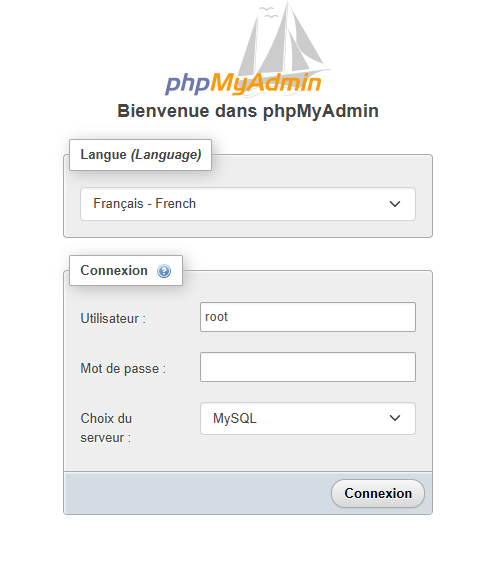 phpMyAdmin
Bienvenue dans phpMyAdmin
Langue (Language)
Français - French
Connexion
Utilisateur :
root
Mot de passe :
Choix du
serveur :
MySQL
Connexion